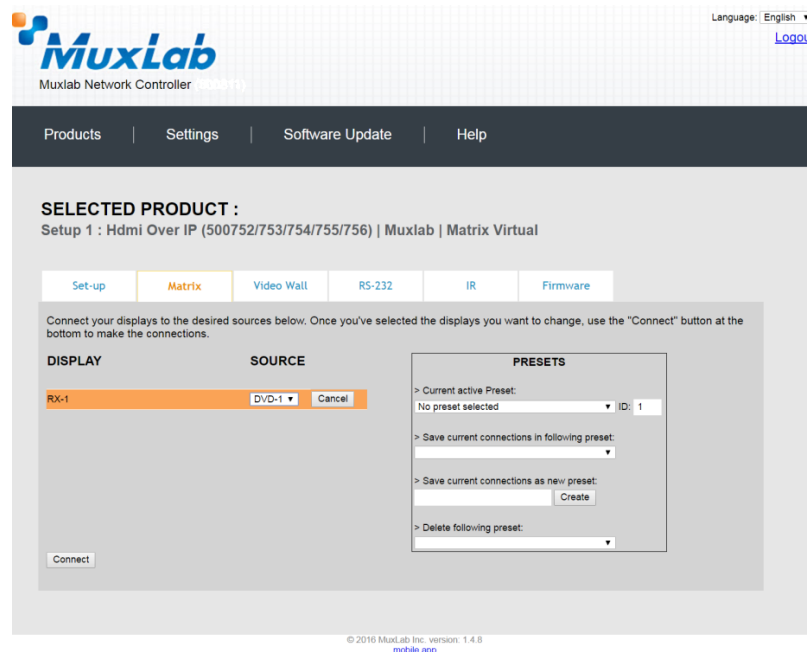 Language: English
Logou
MuxLab
Muxlab Network Controller
Products | Settings | Software Update | Help
SELECTED PRODUCT :
Setup 1 : Hdmi Over IP (500752/753/754/755/756) | Muxlab | Matrix Virtual
Set-up Matrix Video Wall RS-232 IR Firmware
Connect your displays to the desired sources below. Once you've selected the displays you want to change, use the "Connect" button at the
bottom to make the connections.
DISPLAY SOURCE PRESETS
> Current active Preset:
RX-1 DVD-1 Cancel
No preset selected ID: 1
> Save current connections in following preset:
> Save current connections as new preset:
Create
> Delete following preset:
Connect
© 2016 MuxLab Inc. version: 1.4.8
mobile app